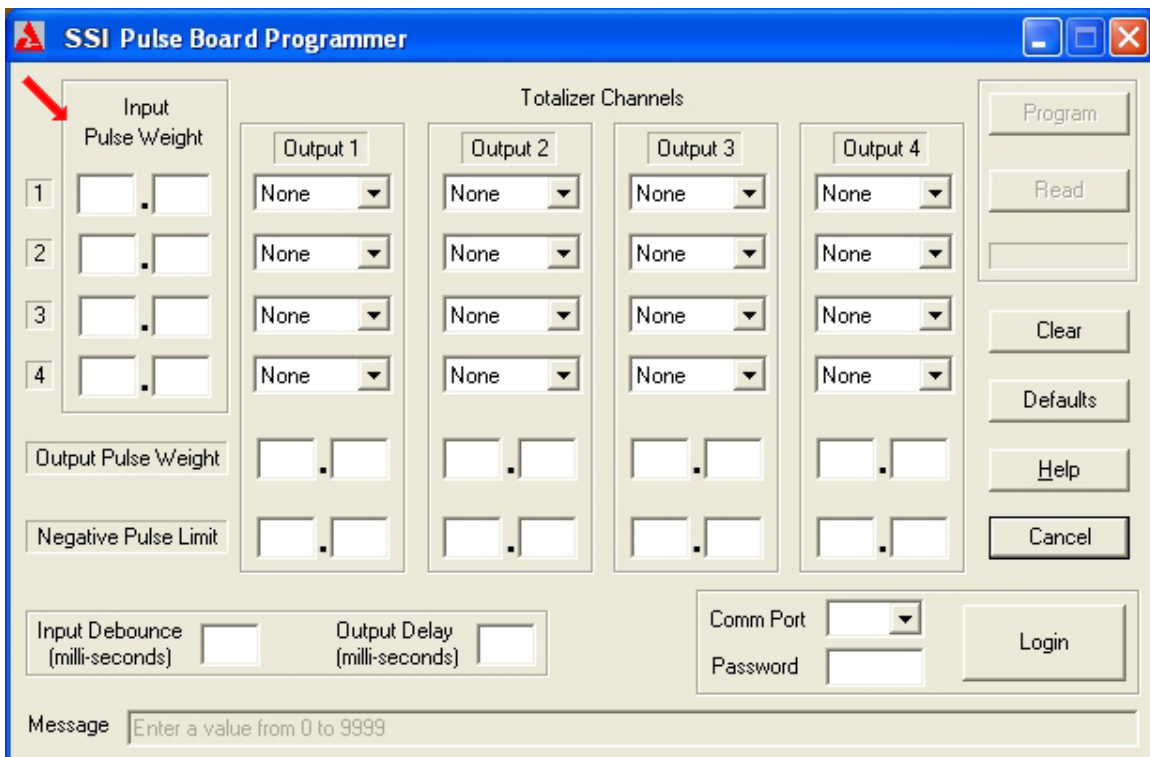 SSI Pulse Board Programmer
Input
Pulse Weight
Totalizer Channels
Output 1 Output 2 Output 3 Output 4
Program
1 . None None None None
Read
2 . None None None None
3 . None None None None
Clear
4 . None None None None
Defaults
Output Pulse Weight . . . .
Help
Negative Pulse Limit . . . .
Cancel
Input Debounce
(milli-seconds)
Output Delay
(milli-seconds)
Comm Port
Password
Login
Message Enter a value from 0 to 9999